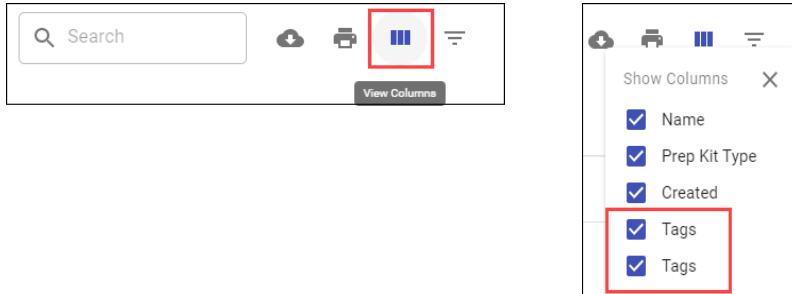 Search
View Columns
Show Columns
Name
Prep Kit Type
Created
Tags
Tags